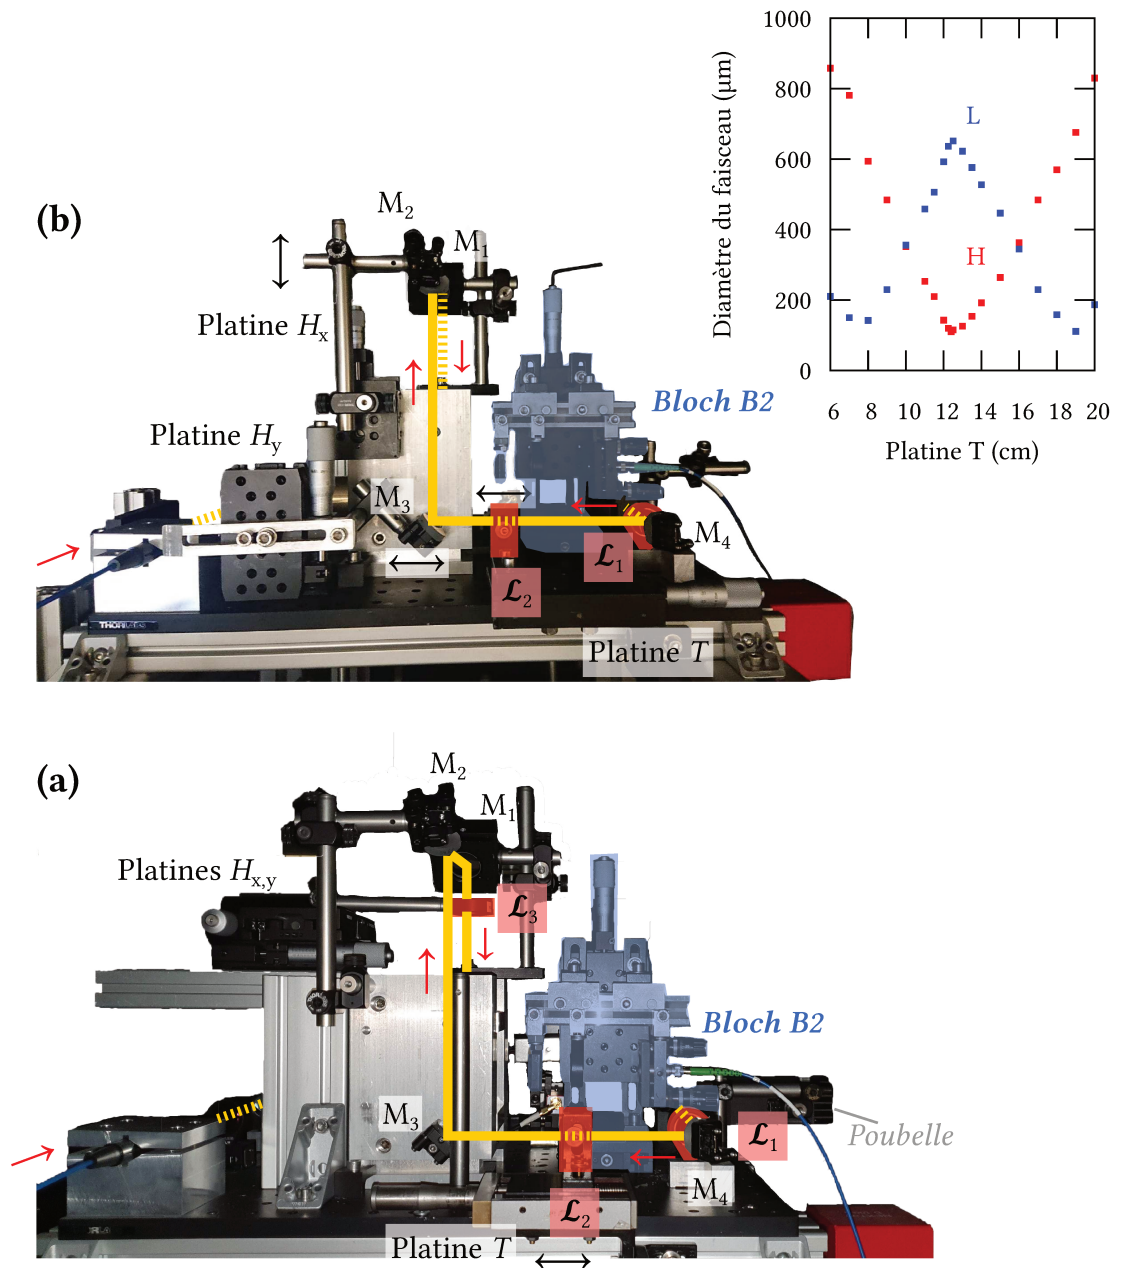 1000
800
600
400
200
0
Diamètre du faisceau (µm)
L
H
6 8 10 12 14 16 18 20
Platine T (cm)
(b)
M2
M1
Platine Hx
Bloch B2
Platine Hy
M3
M4
ℒ1
ℒ2
THORLABS
Platine T
(a)
M2
M1
Platines Hx,y
ℒ3
Bloch B2
M3
ℒ1
Poubelle
M4
ℒ2
Platine T